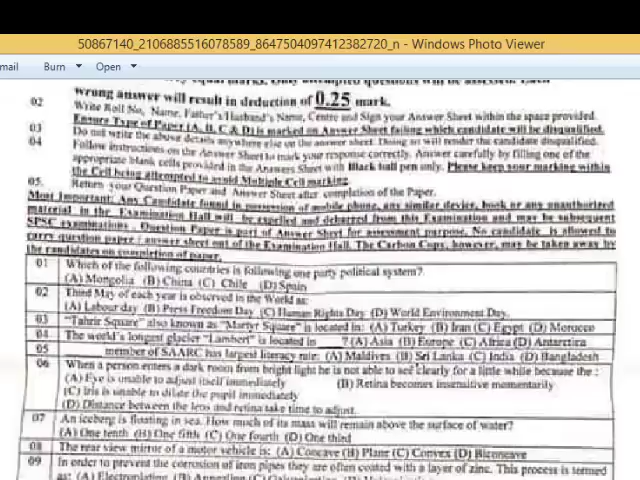 50867140_2106885516078589_8647504097412382720_n - Windows Photo Viewer
mail Burn Open
equal marks. Only attempted questions will be assessed. Each
wrong answer will result in deduction of 0.25 mark.
02 Write Roll No, Name, Father's/Husband's Name, Centre and Sign your Answer Sheet within the space provided.
Ensure Type of Paper (A, B, C & D) is marked on Answer Sheet failing which candidate will be disqualified.
03 Do not write the above details anywhere else on the answer sheet. Doing so will render the candidate disqualified.
04 Follow instructions on the Answer Sheet to mark your response correctly. Answer carefully by filling one of the
appropriate blank cells provided in the Answers Sheet with Black ball pen only. Please keep your marking within
the Cell being attempted to avoid Multiple Cell marking.
05. Return your Question Paper and Answer Sheet after completion of the Paper.
Most Important: Any Candidate found in possession of mobile phone, any similar device, book or any unauthorized
material in the Examination Hall will be expelled and debarred from this Examination and may be subsequent
SPSC examinations. Question Paper is part of Answer Sheet for assessment purpose. No candidate is allowed to
carry question paper / answer sheet out of the Examination Hall. The Carbon Copy, however, may be taken away by
the candidates on completion of paper.
01 Which of the following countries is following one party political system?
(A) Mongolia (B) China (C) Chile (D) Spain
02 Third May of each year is observed in the World as:
(A) Labour day (B) Press Freedom Day (C) Human Rights Day (D) World Environment Day.
03 "Tahrir Square" also known as "Martyr Square" is located in: (A) Turkey (B) Iran (C) Egypt (D) Morocco
04 The world's longest glacier "Lambert" is located in ___? (A) Asia (B) Europe (C) Africa (D) Antarctica
05 ______ member of SAARC has largest literacy rate: (A) Maldives (B) Sri Lanka (C) India (D) Bangladesh
06 When a person enters a dark room from bright light he is not able to see clearly for a little while because the :
(A) Eye is unable to adjust itself immediately (B) Retina becomes insensitive momentarily
(C) Iris is unable to dilate the pupil immediately
(D) Distance between the lens and retina take time to adjust.
07 An iceberg is floating in sea. How much of its mass will remain above the surface of water?
(A) One tenth (B) One fifth (C) One fourth (D) One third
08 The rear view mirror of a motor vehicle is: (A) Concave (B) Plane (C) Convex (D) Biconcave
09 In order to prevent the corrosion of iron pipes they are often coated with a layer of zinc. This process is termed
as: (A) Electroplating (B) Annealing (C) Galvanization (D)